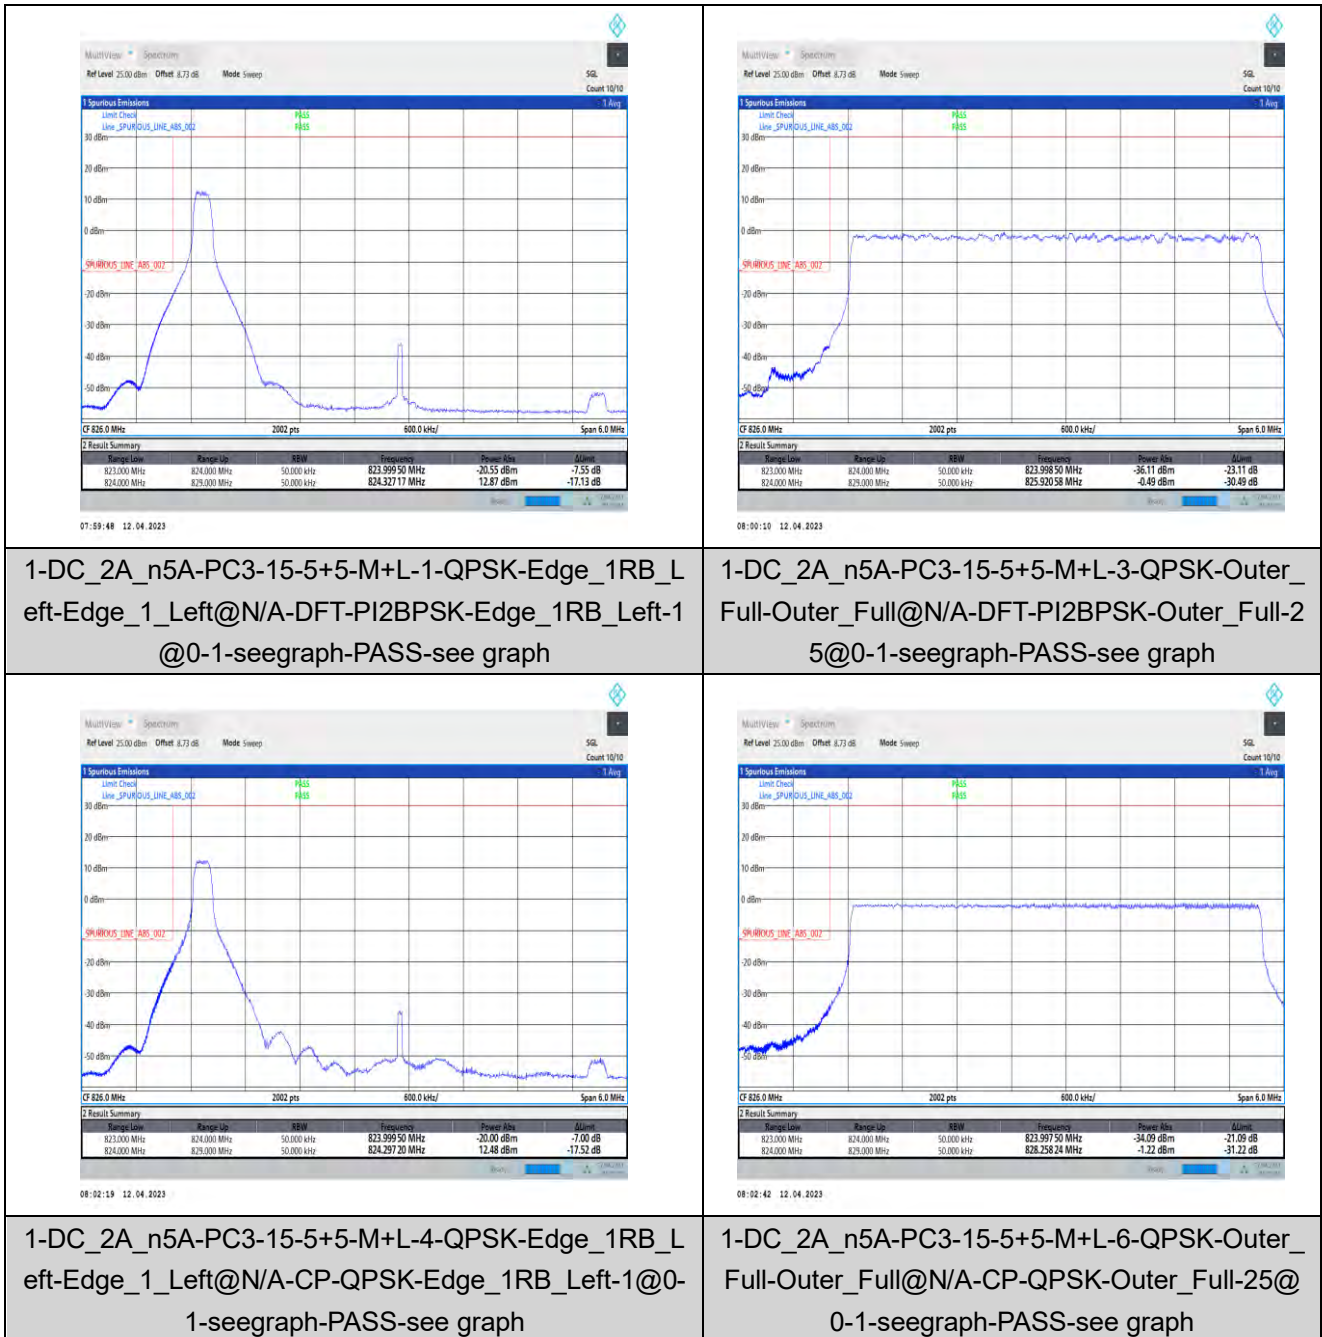 MultiView Spectrum
Ref Level 25.00 dBm Offset 8.73 dB Mode Sweep SGL
Count 10/10
1 Spurious Emissions 1 Avg
Limit Check PASS
Line _SPURIOUS_LINE_ABS_002 PASS
30 dBm
20 dBm
10 dBm
0 dBm
_SPURIOUS_LINE_ABS_002
-20 dBm
-30 dBm
-40 dBm
-50 dBm
CF 826.0 MHz 2002 pts 600.0 kHz/ Span 6.0 MHz
2 Result Summary
Range Low Range Up RBW Frequency Power Abs ΔLimit
823.000 MHz 824.000 MHz 50.000 kHz 823.999 50 MHz -20.55 dBm -7.55 dB
824.000 MHz 829.000 MHz 50.000 kHz 824.327 17 MHz 12.87 dBm -17.13 dB
07:59:48 12.04.2023
1-DC_2A_n5A-PC3-15-5+5-M+L-1-QPSK-Edge_1RB_L
eft-Edge_1_Left@N/A-DFT-PI2BPSK-Edge_1RB_Left-1
@0-1-seegraph-PASS-see graph
MultiView Spectrum
Ref Level 25.00 dBm Offset 8.73 dB Mode Sweep SGL
Count 10/10
1 Spurious Emissions 1 Avg
Limit Check PASS
Line _SPURIOUS_LINE_ABS_002 PASS
30 dBm
20 dBm
10 dBm
0 dBm
_SPURIOUS_LINE_ABS_002
-20 dBm
-30 dBm
-40 dBm
-50 dBm
CF 826.0 MHz 2002 pts 600.0 kHz/ Span 6.0 MHz
2 Result Summary
Range Low Range Up RBW Frequency Power Abs ΔLimit
823.000 MHz 824.000 MHz 50.000 kHz 823.998 50 MHz -36.11 dBm -23.11 dB
824.000 MHz 829.000 MHz 50.000 kHz 825.920 58 MHz -0.49 dBm -30.49 dB
08:00:10 12.04.2023
1-DC_2A_n5A-PC3-15-5+5-M+L-3-QPSK-Outer_
Full-Outer_Full@N/A-DFT-PI2BPSK-Outer_Full-2
5@0-1-seegraph-PASS-see graph
MultiView Spectrum
Ref Level 25.00 dBm Offset 8.73 dB Mode Sweep SGL
Count 10/10
1 Spurious Emissions 1 Avg
Limit Check PASS
Line _SPURIOUS_LINE_ABS_002 PASS
30 dBm
20 dBm
10 dBm
0 dBm
_SPURIOUS_LINE_ABS_002
-20 dBm
-30 dBm
-40 dBm
-50 dBm
CF 826.0 MHz 2002 pts 600.0 kHz/ Span 6.0 MHz
2 Result Summary
Range Low Range Up RBW Frequency Power Abs ΔLimit
823.000 MHz 824.000 MHz 50.000 kHz 823.999 50 MHz -20.00 dBm -7.00 dB
824.000 MHz 829.000 MHz 50.000 kHz 824.297 20 MHz 12.48 dBm -17.52 dB
08:02:19 12.04.2023
1-DC_2A_n5A-PC3-15-5+5-M+L-4-QPSK-Edge_1RB_L
eft-Edge_1_Left@N/A-CP-QPSK-Edge_1RB_Left-1@0-
1-seegraph-PASS-see graph
MultiView Spectrum
Ref Level 25.00 dBm Offset 8.73 dB Mode Sweep SGL
Count 10/10
1 Spurious Emissions 1 Avg
Limit Check PASS
Line _SPURIOUS_LINE_ABS_002 PASS
30 dBm
20 dBm
10 dBm
0 dBm
_SPURIOUS_LINE_ABS_002
-20 dBm
-30 dBm
-40 dBm
-50 dBm
CF 826.0 MHz 2002 pts 600.0 kHz/ Span 6.0 MHz
2 Result Summary
Range Low Range Up RBW Frequency Power Abs ΔLimit
823.000 MHz 824.000 MHz 50.000 kHz 823.997 50 MHz -34.09 dBm -21.09 dB
824.000 MHz 829.000 MHz 50.000 kHz 828.258 24 MHz -1.22 dBm -31.22 dB
08:02:42 12.04.2023
1-DC_2A_n5A-PC3-15-5+5-M+L-6-QPSK-Outer_
Full-Outer_Full@N/A-CP-QPSK-Outer_Full-25@
0-1-seegraph-PASS-see graph